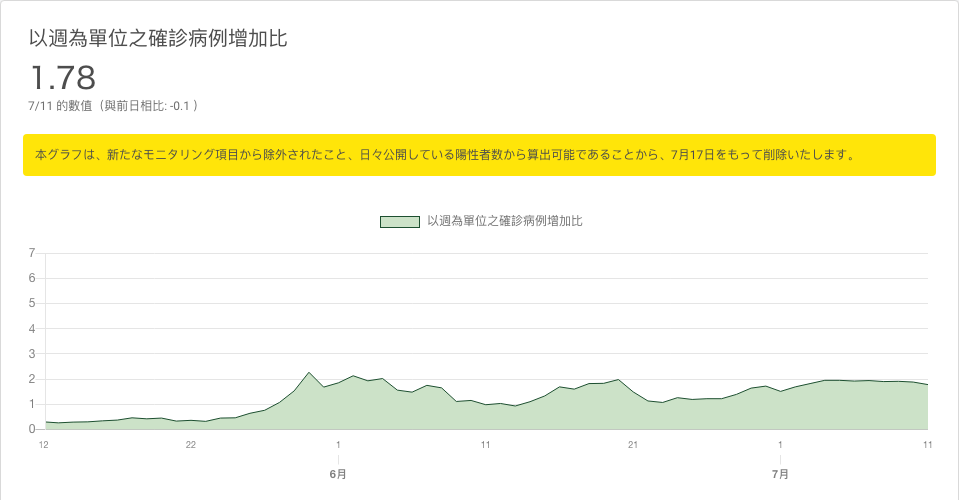 以週為單位之確診病例增加比
1.78
7/11 的數值（與前日相比: -0.1 ）
本グラフは、新たなモニタリング項目から除外されたこと、日々公開している陽性者数から算出可能であることから、7月17日をもって削除いたします。
以週為單位之確診病例增加比
7
6
5
4
3
2
1
0
12 22 1 11 21 1 11
6月 7月